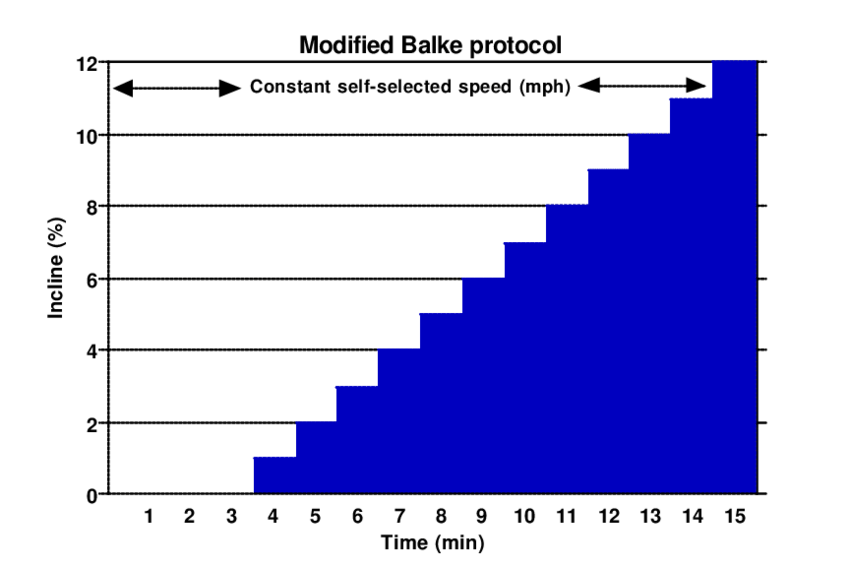 Modified Balke protocol
Constant self-selected speed (mph)
12
10
8
6
4
2
0
Incline (%)
1 2 3 4 5 6 7 8 9 10 11 12 13 14 15
Time (min)